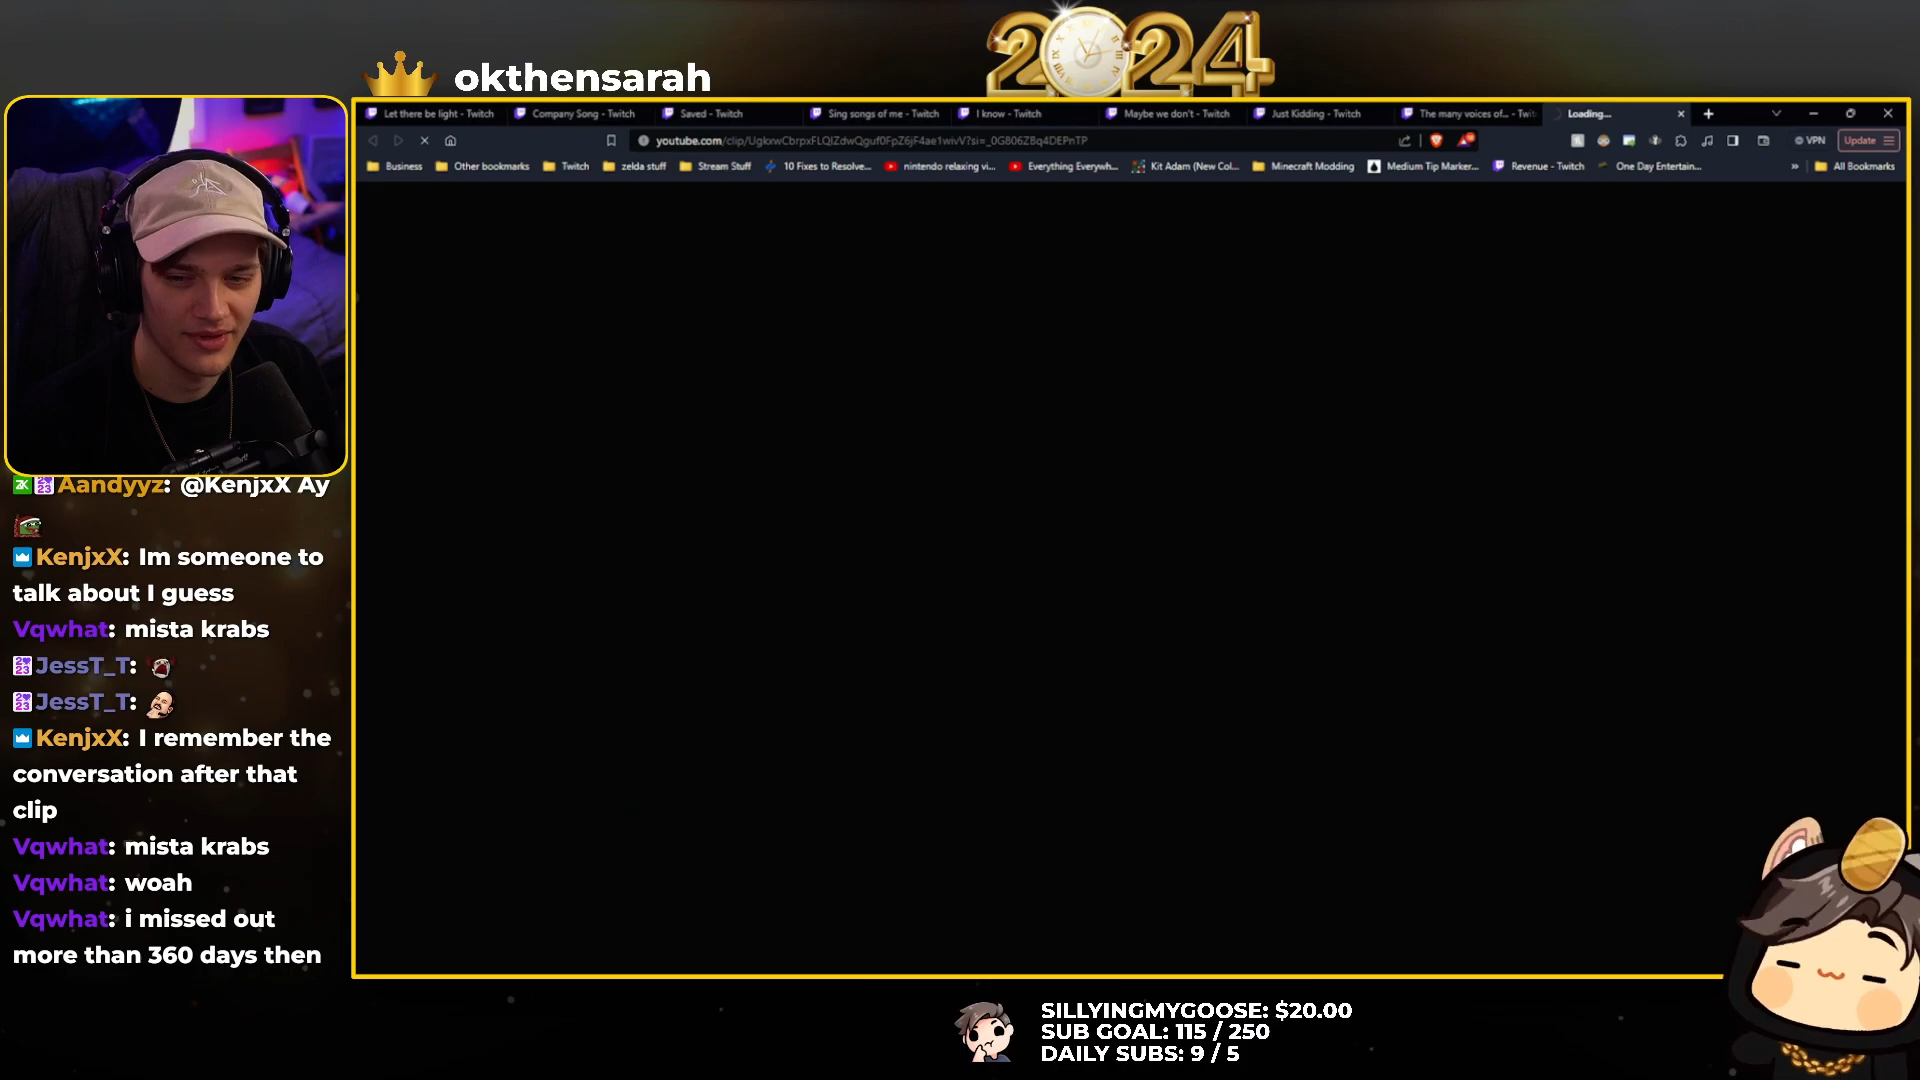 2024
okthensarah
Let there be light - Twitch
Company Song - Twitch
Saved - Twitch
Sing songs of me - Twitch
I know - Twitch
Maybe we don't - Twitch
Just Kidding - Twitch
The many voices of... - Twi
Loading...
youtube.com/clip/
VPN
Update
Business
Other bookmarks
Twitch
zelda stuff
Stream Stuff
10 Fixes to Resolve...
nintendo relaxing vi...
Everything Everywh...
Kit Adam (New Col...
Minecraft Modding
Medium Tip Marker...
Revenue - Twitch
One Day Entertain...
»
All Bookmarks
Aandyyz: @KenjxX Ay
KenjxX: Im someone to
talk about I guess
Vqwhat: mista krabs
JessT_T:
JessT_T:
KenjxX: I remember the
conversation after that
clip
Vqwhat: mista krabs
Vqwhat: woah
Vqwhat: i missed out
more than 360 days then
SILLYINGMYGOOSE: $20.00
SUB GOAL: 115 / 250
DAILY SUBS: 9 / 5